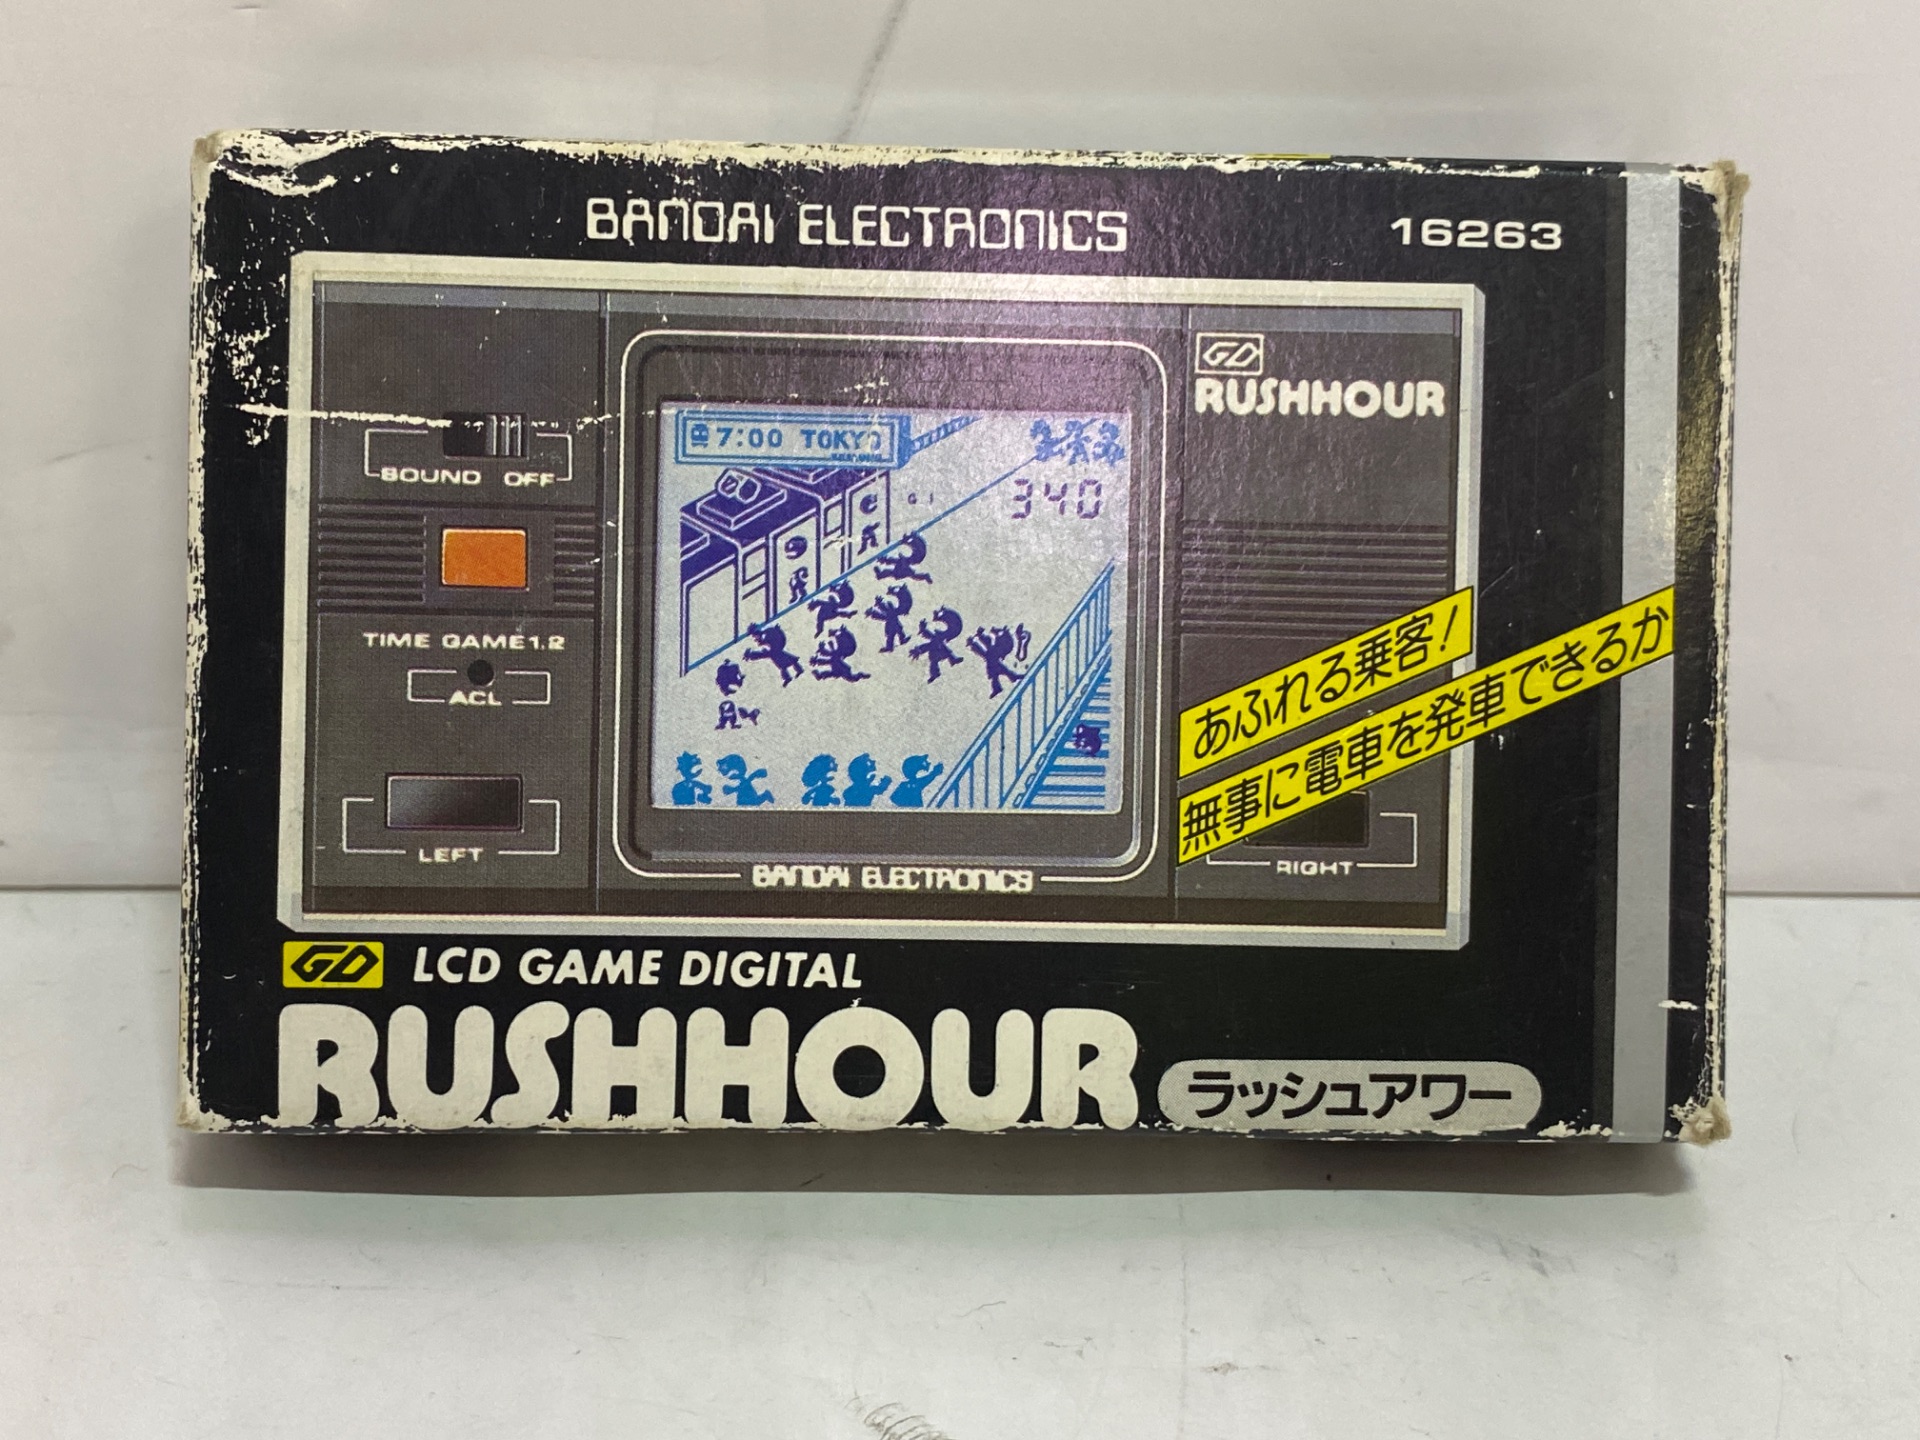 BANDAI ELECTRONICS
16263
GD
RUSHHOUR
7:00 TOKYO
340
G 1
SOUND OFF
TIME GAME1.2
ACL
LEFT
あふれる乗客!
無事に電車を発車できるか
RIGHT
BANDAI ELECTRONICS
GD LCD GAME DIGITAL
RUSHHOUR ラッシュアワー